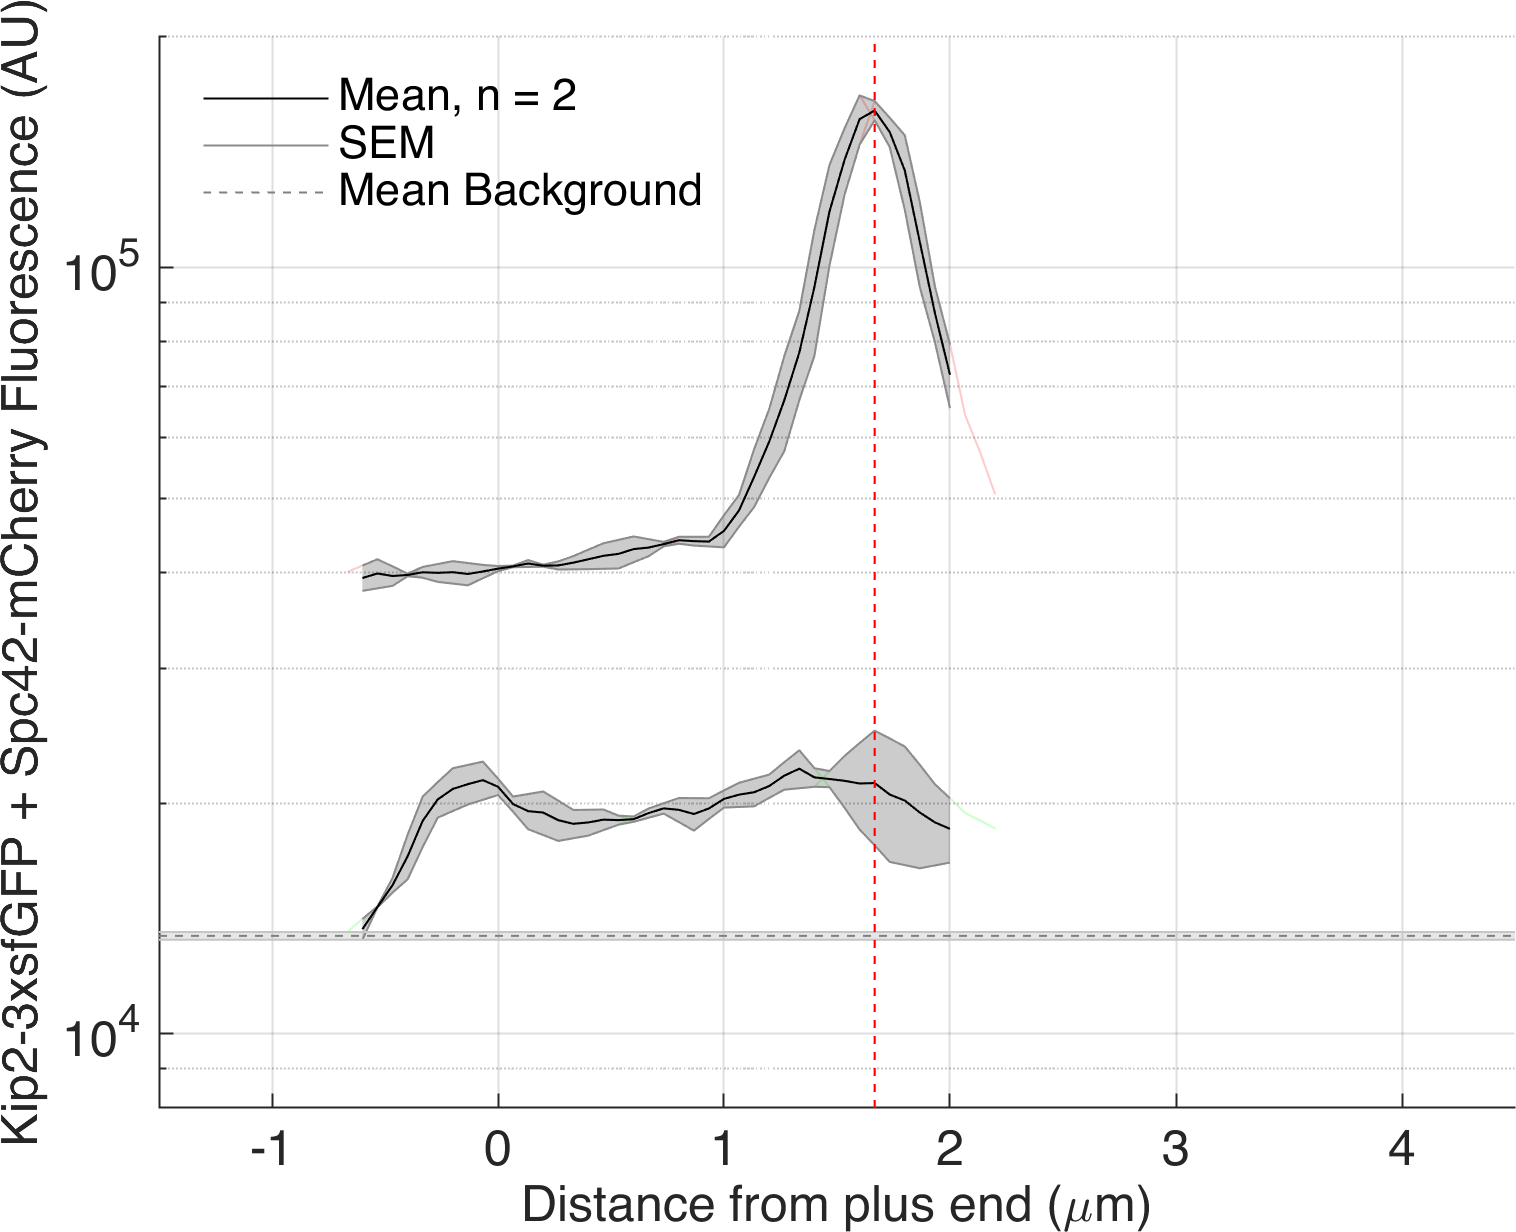 Kip2-3xsfGFP + Spc42-mCherry Fluorescence (AU)
Mean, n = 2
SEM
Mean Background
10^5
10^4
-1 0 1 2 3 4
Distance from plus end (μm)